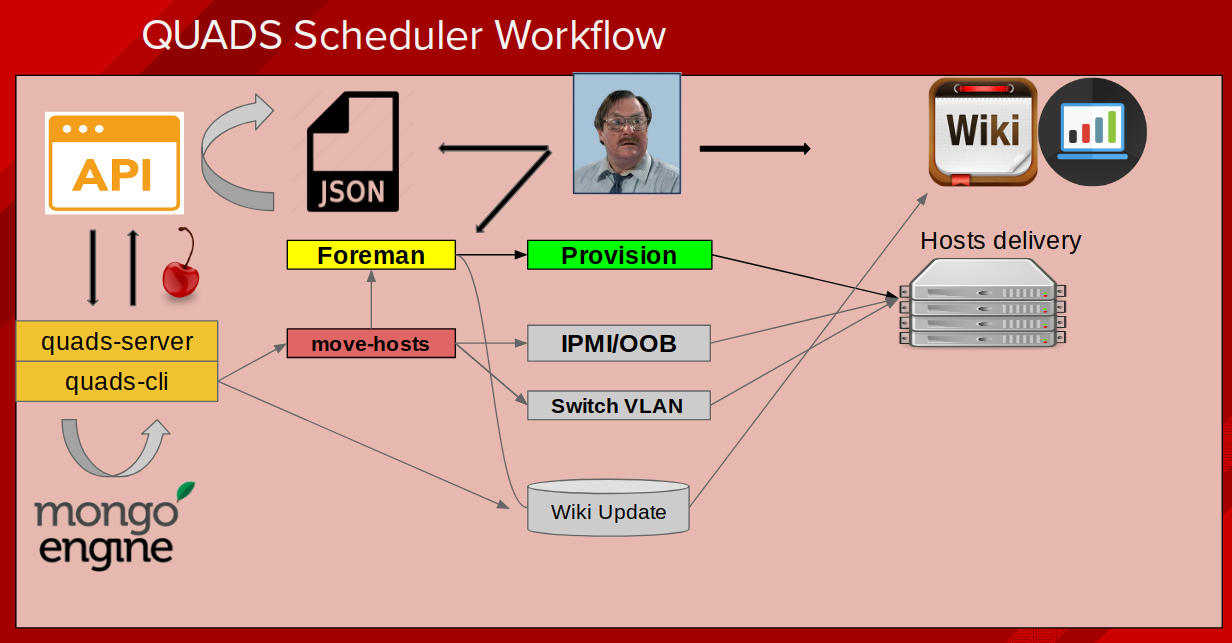 QUADS Scheduler Workflow
API
JSON
Wiki
Hosts delivery
Foreman
Provision
quads-server
quads-cli
move-hosts
IPMI/OOB
Switch VLAN
Wiki Update
mongo
engine